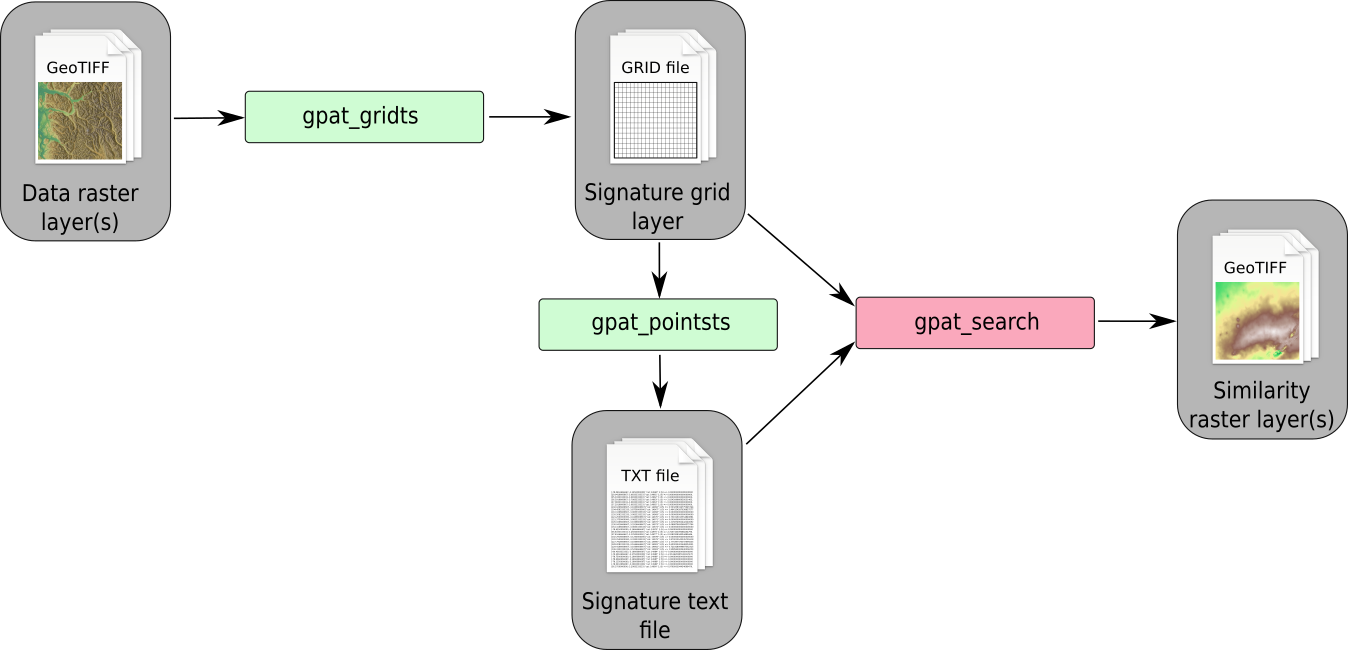 GeoTIFF
Data raster
layer(s)
gpat_gridts
GRID file
Signature grid
layer
gpat_pointsts
TXT file
Signature text
file
gpat_search
GeoTIFF
Similarity
raster layer(s)